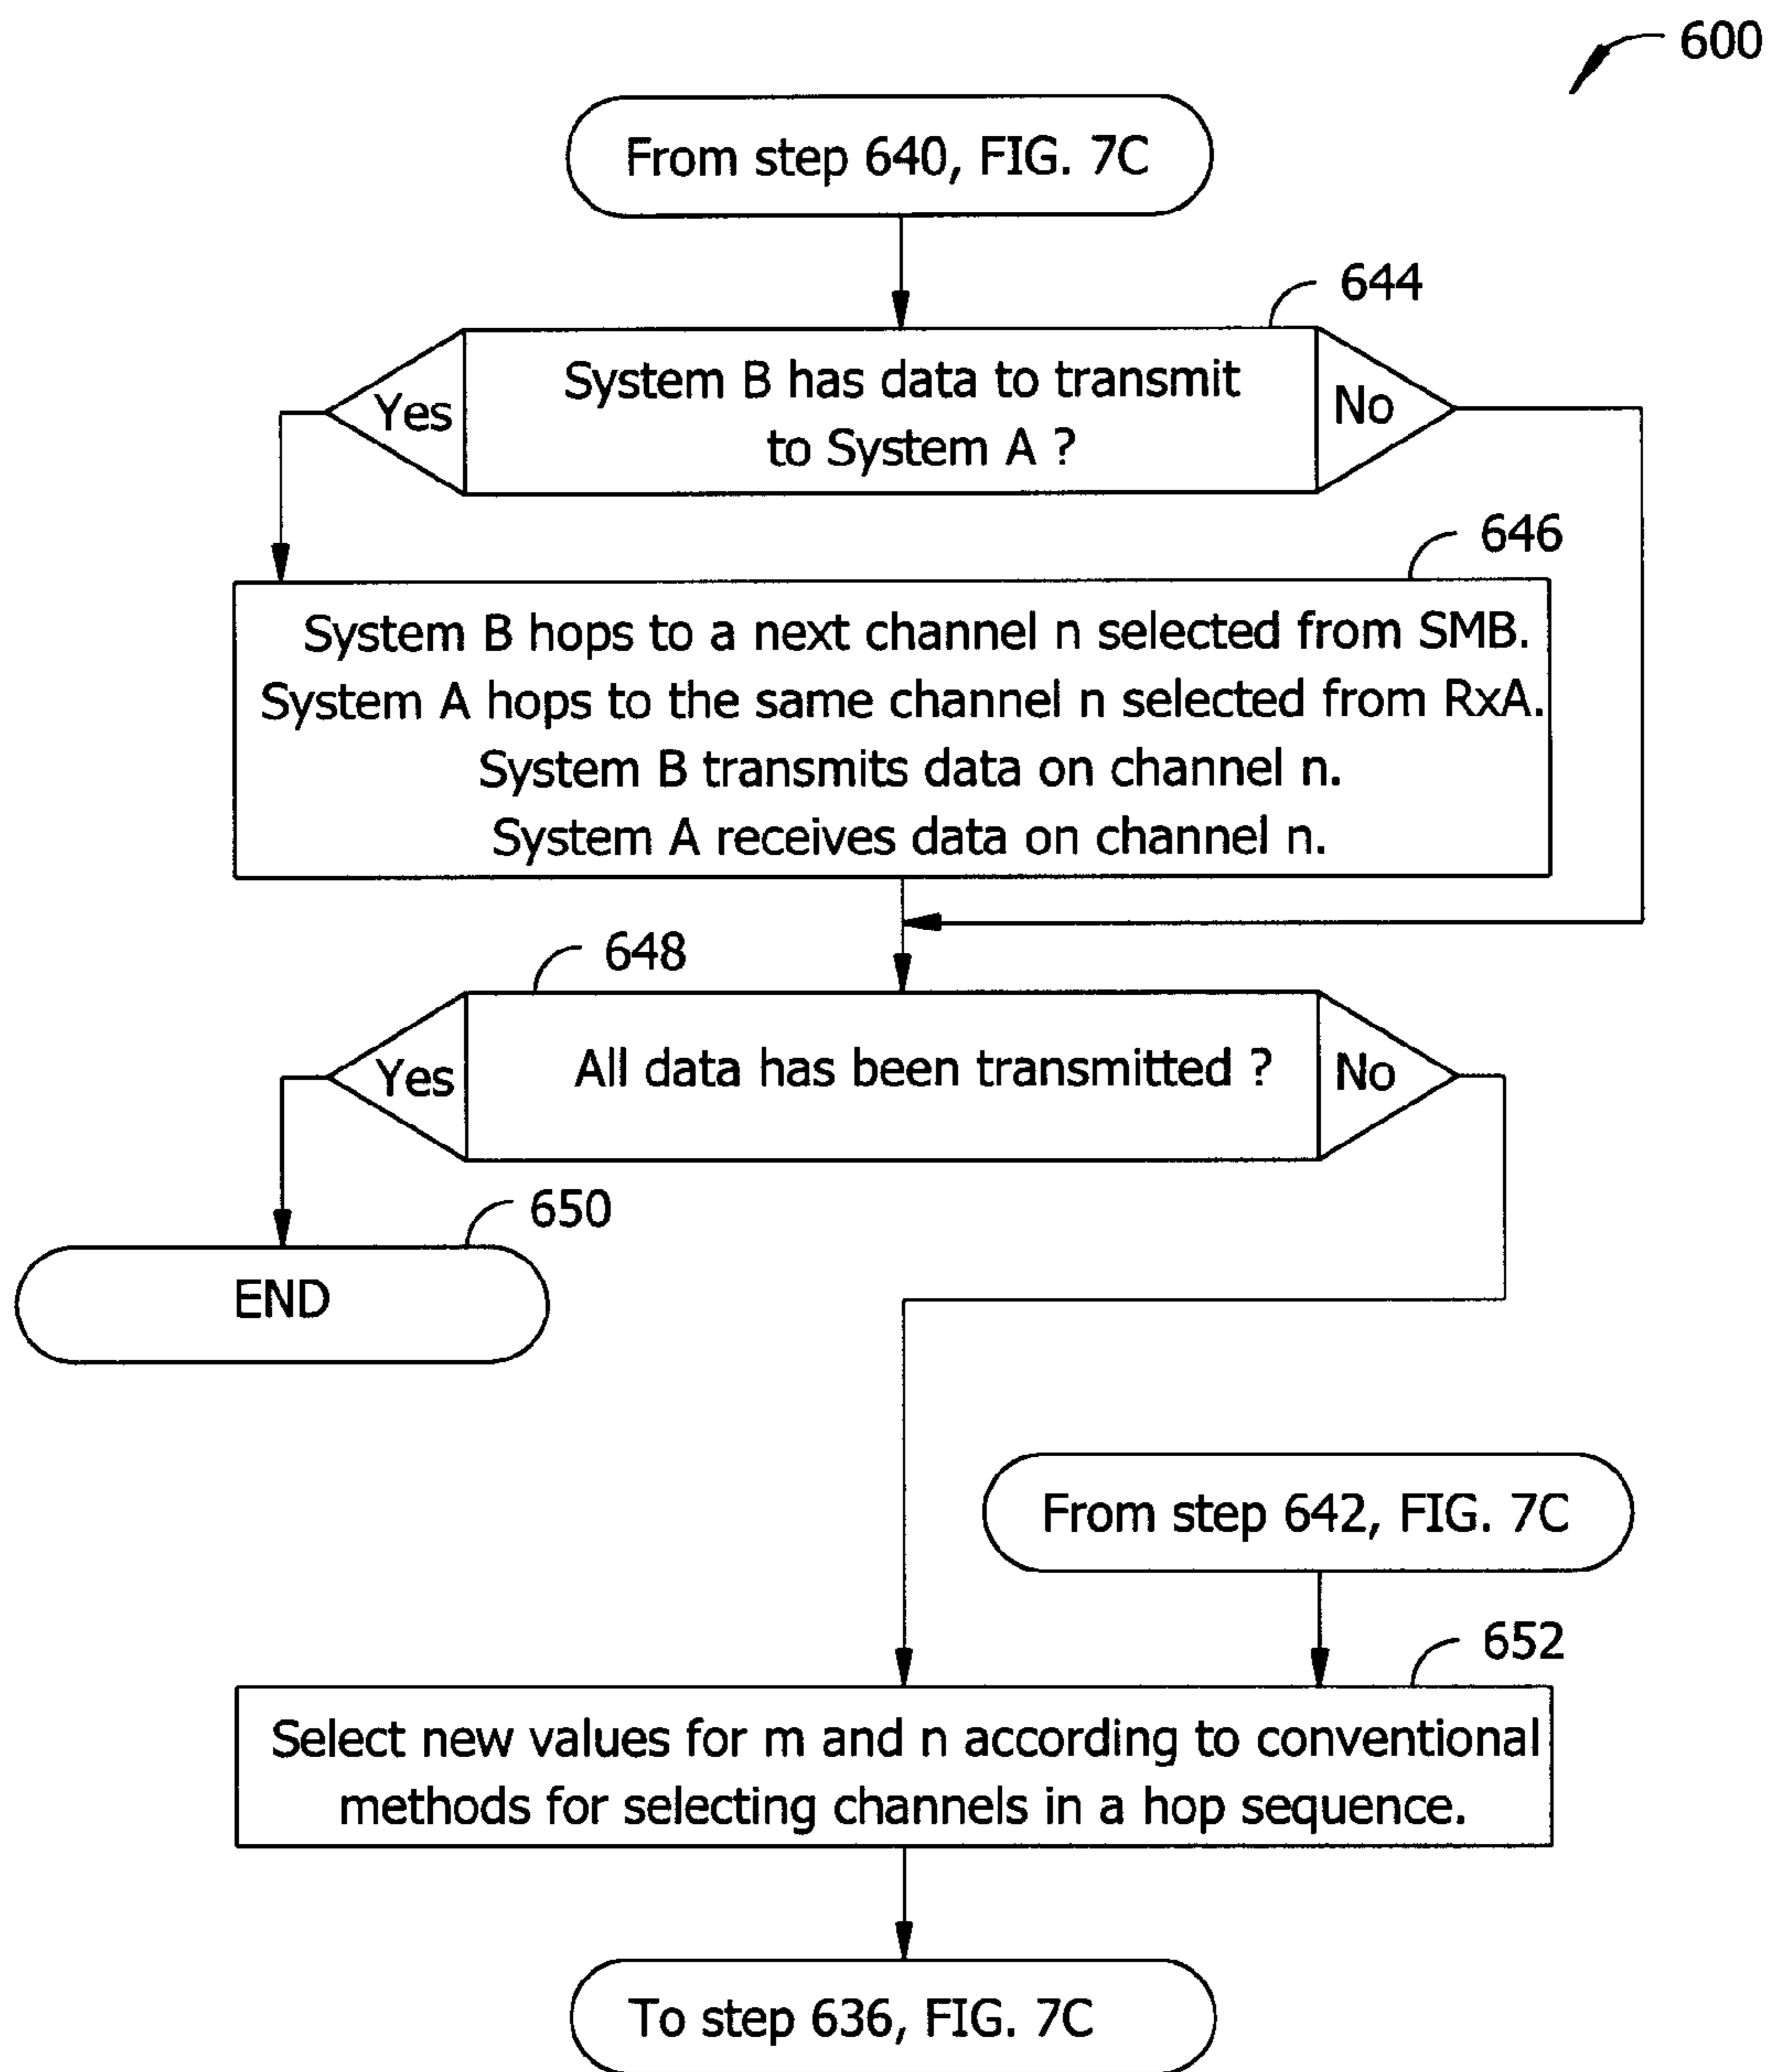 600
From step 640, FIG. 7C
644
System B has data to transmit
to System A ?
Yes
No
646
System B hops to a next channel n selected from SMB.
System A hops to the same channel n selected from RxA.
System B transmits data on channel n.
System A receives data on channel n.
648
All data has been transmitted ?
Yes
No
650
END
From step 642, FIG. 7C
652
Select new values for m and n according to conventional
methods for selecting channels in a hop sequence.
To step 636, FIG. 7C